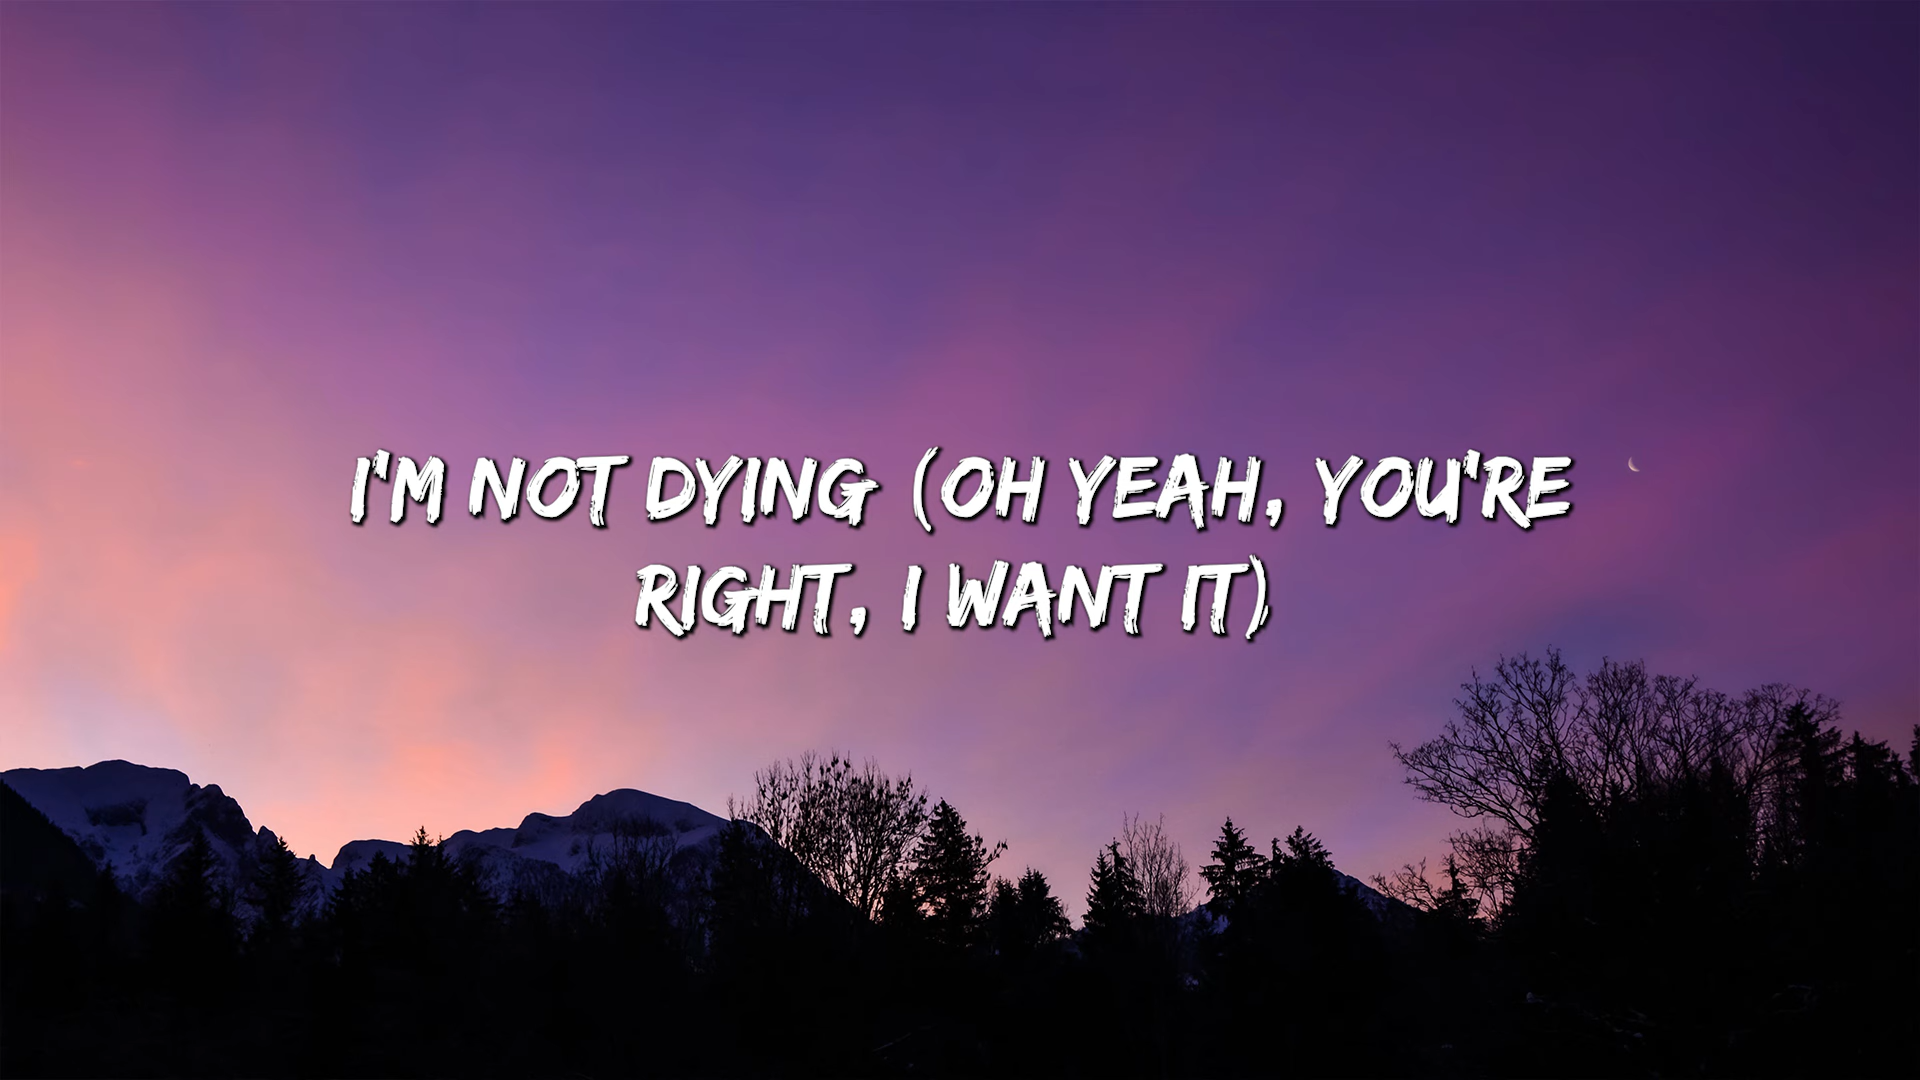 I'M NOT DYING (OH YEAH, YOU'RE
RIGHT, I WANT IT)